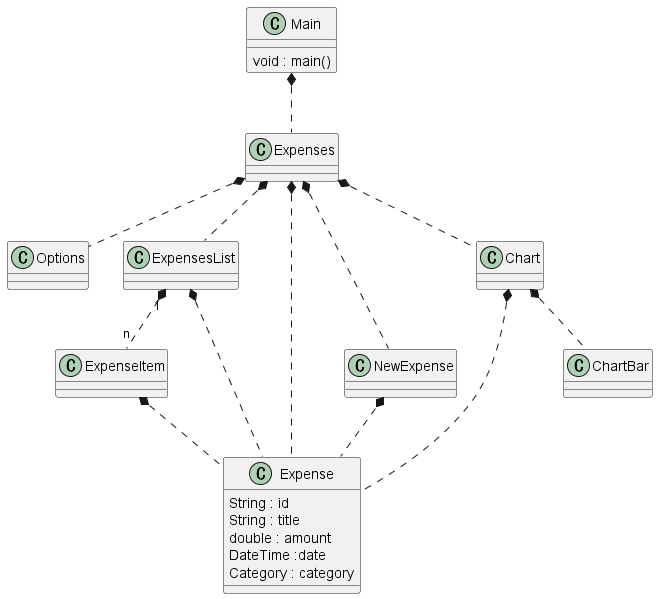 C Main
void : main()
C Expenses
C Options
C ExpensesList
C Chart
1
n
C ExpenseItem
C NewExpense
C ChartBar
C Expense
String : id
String : title
double : amount
DateTime :date
Category : category